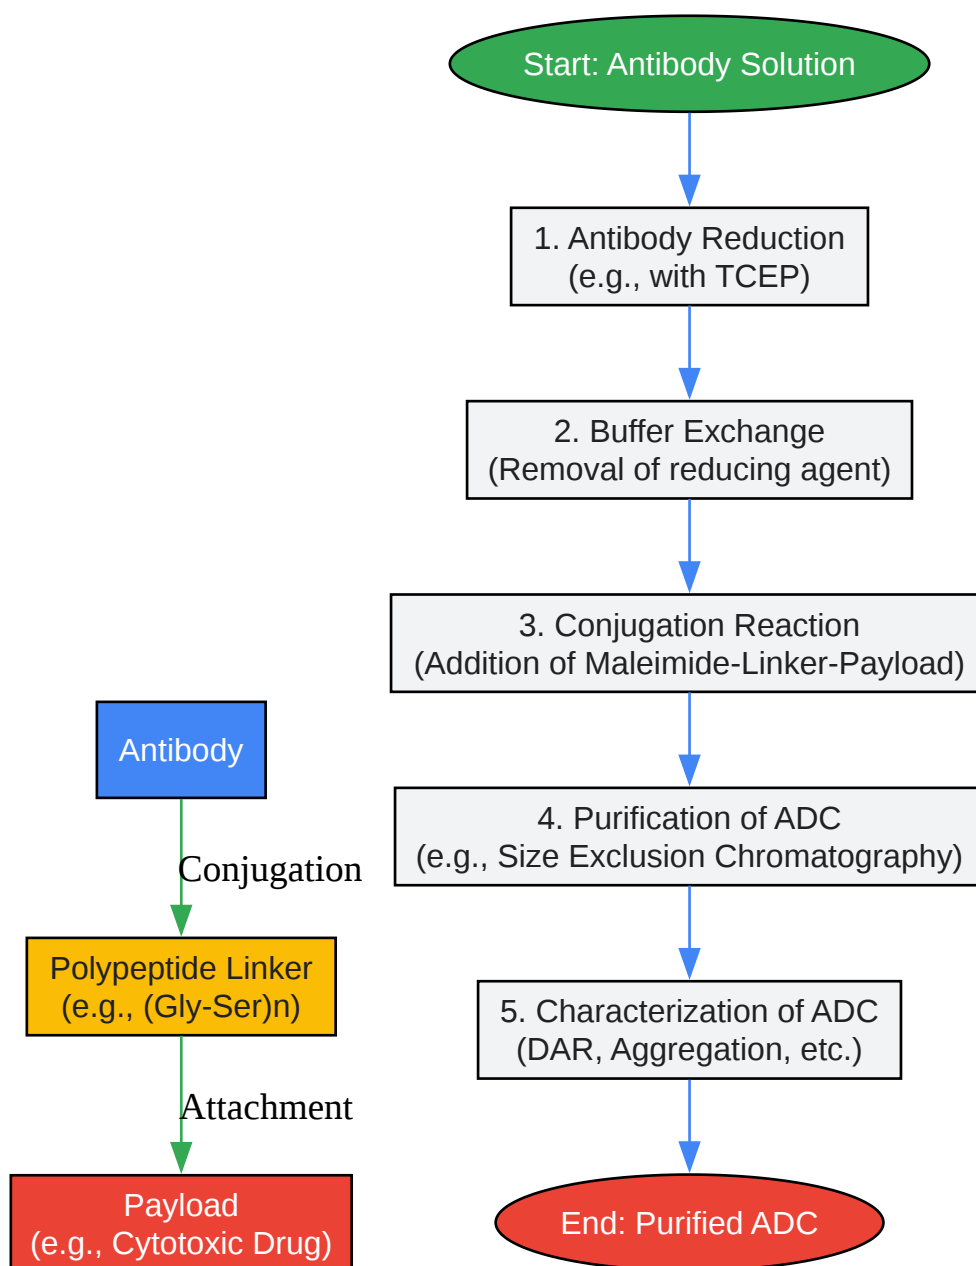 Start: Antibody Solution
1. Antibody Reduction
(e.g., with TCEP)
2. Buffer Exchange
(Removal of reducing agent)
3. Conjugation Reaction
(Addition of Maleimide-Linker-Payload)
4. Purification of ADC
(e.g., Size Exclusion Chromatography)
5. Characterization of ADC
(DAR, Aggregation, etc.)
End: Purified ADC
Antibody
Conjugation
Polypeptide Linker
(e.g., (Gly-Ser)n)
Attachment
Payload
(e.g., Cytotoxic Drug)